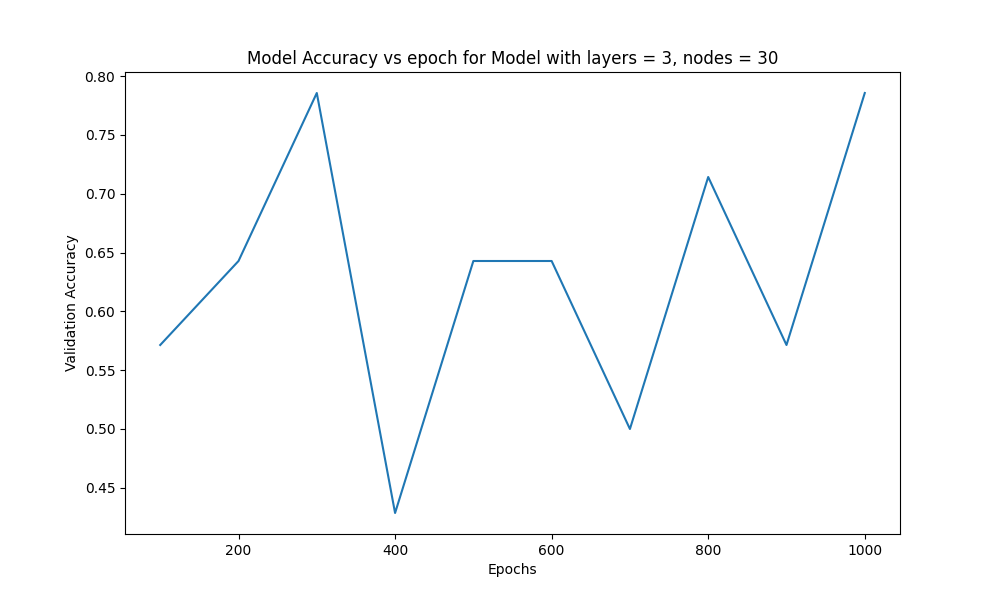 Model Accuracy vs epoch for Model with layers = 3, nodes = 30
0.80
0.75
0.70
0.65
0.60
0.55
0.50
0.45
Validation Accuracy
200 400 600 800 1000
Epochs